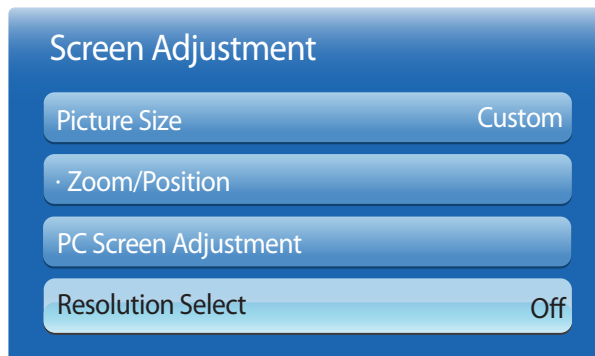 Screen Adjustment
Picture Size Custom
· Zoom/Position
PC Screen Adjustment
Resolution Select Off